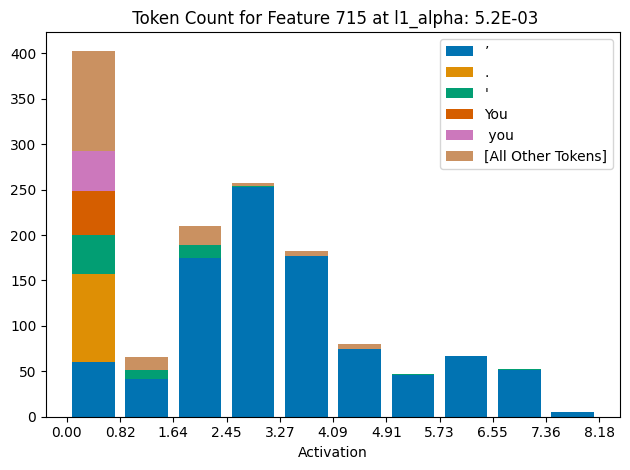 Token Count for Feature 715 at l1_alpha: 5.2E-03
400
350
300
250
200
150
100
50
0
’
.
'
You
you
[All Other Tokens]
0.00 0.82 1.64 2.45 3.27 4.09 4.91 5.73 6.55 7.36 8.18
Activation